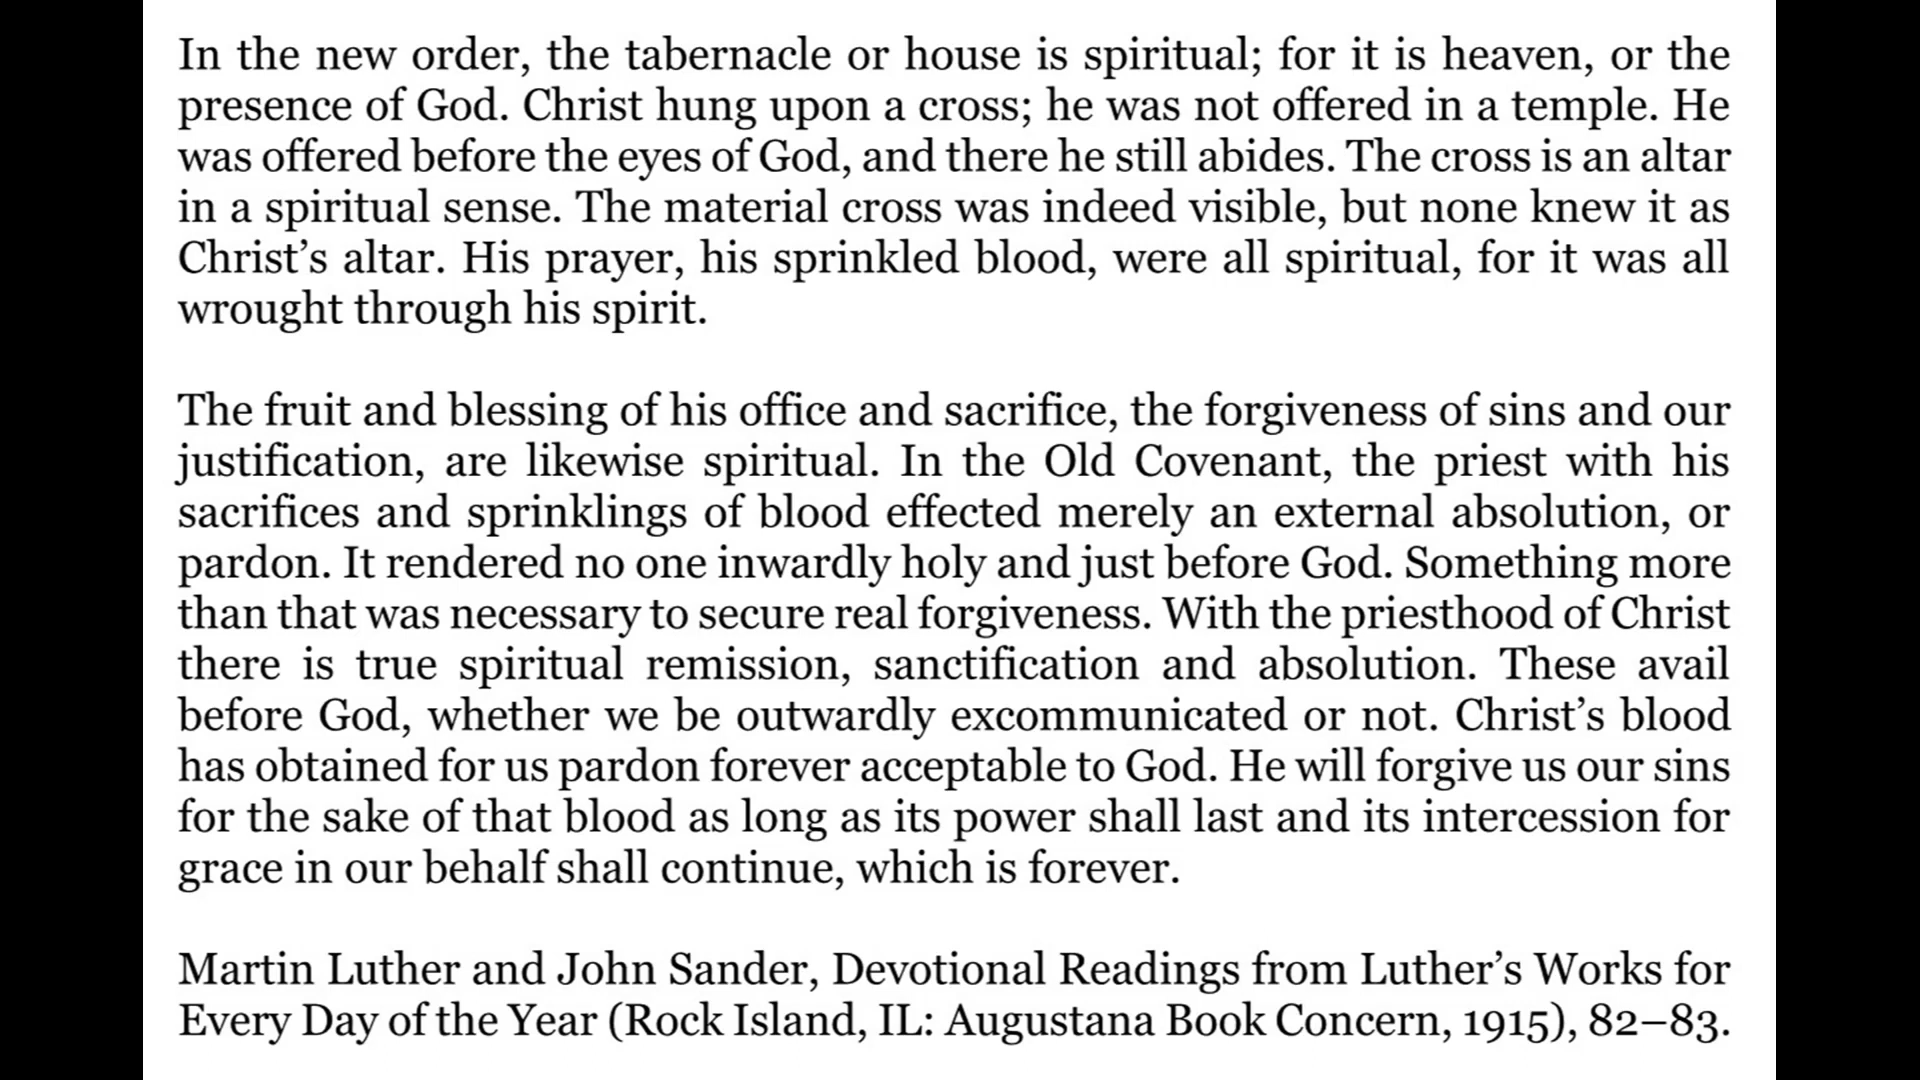 In the new order, the tabernacle or house is spiritual; for it is heaven, or the
presence of God. Christ hung upon a cross; he was not offered in a temple. He
was offered before the eyes of God, and there he still abides. The cross is an altar
in a spiritual sense. The material cross was indeed visible, but none knew it as
Christ’s altar. His prayer, his sprinkled blood, were all spiritual, for it was all
wrought through his spirit.
The fruit and blessing of his office and sacrifice, the forgiveness of sins and our
justification, are likewise spiritual. In the Old Covenant, the priest with his
sacrifices and sprinklings of blood effected merely an external absolution, or
pardon. It rendered no one inwardly holy and just before God. Something more
than that was necessary to secure real forgiveness. With the priesthood of Christ
there is true spiritual remission, sanctification and absolution. These avail
before God, whether we be outwardly excommunicated or not. Christ’s blood
has obtained for us pardon forever acceptable to God. He will forgive us our sins
for the sake of that blood as long as its power shall last and its intercession for
grace in our behalf shall continue, which is forever.
Martin Luther and John Sander, Devotional Readings from Luther’s Works for
Every Day of the Year (Rock Island, IL: Augustana Book Concern, 1915), 82–83.